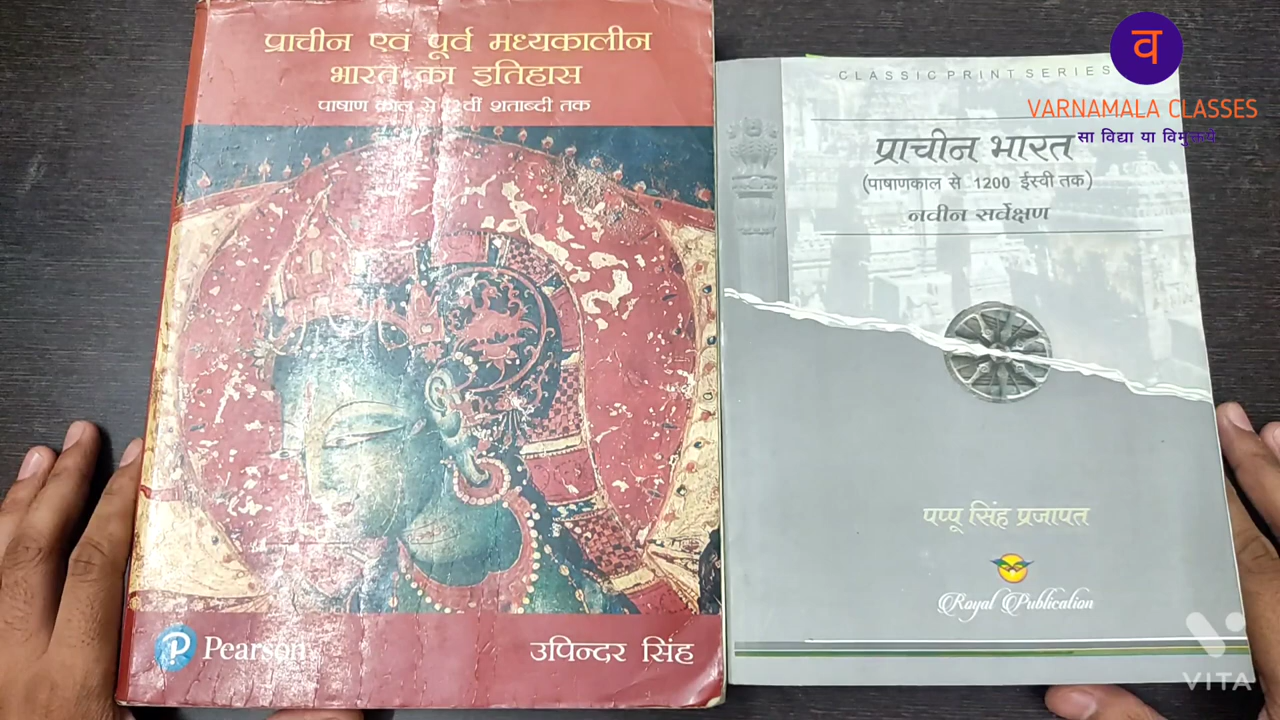 प्राचीन एवं पूर्व मध्यकालीन
भारत का इतिहास
पाषाण काल से 12वीं शताब्दी तक
Pearson
उपिन्दर सिंह
CLASSIC PRINT SERIES
प्राचीन भारत
(पाषाणकाल से 1200 ईस्वी तक)
नवीन सर्वेक्षण
पप्पू सिंह प्रजापत
Royal Publication
व
VARNAMALA CLASSES
सा विद्या या विमुक्तये
VITA